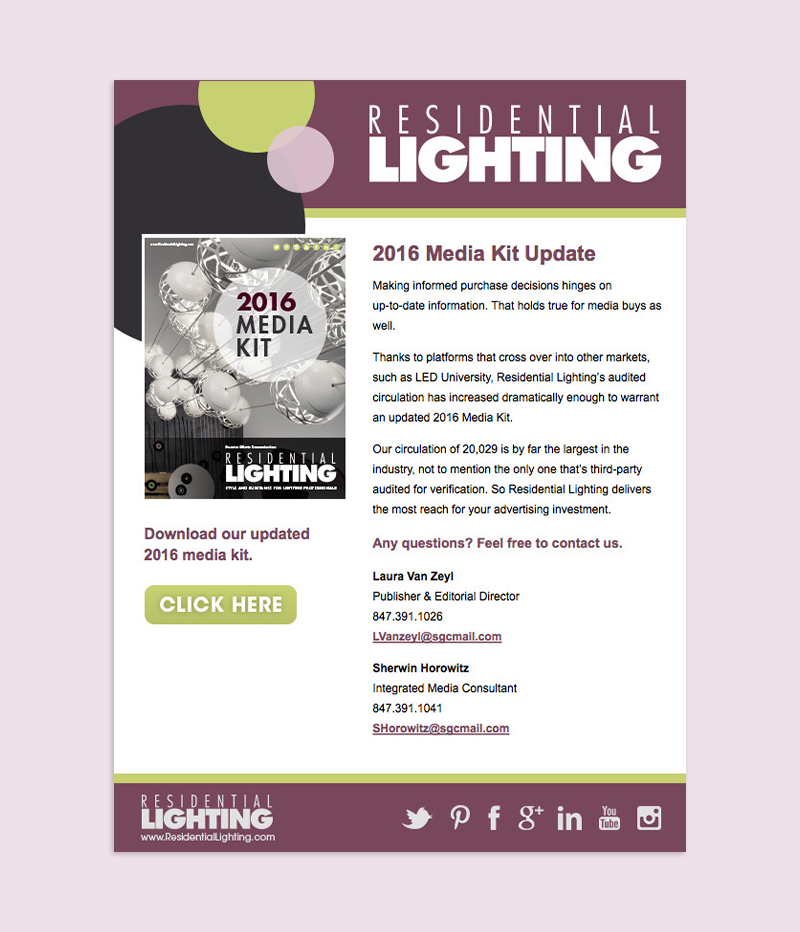 RESIDENTIAL
LIGHTING
www.ResidentialLighting.com
2016
MEDIA
KIT
RESIDENTIAL
LIGHTING
STYLE AND SUBSTANCE FOR LIGHTING PROFESSIONALS
Download our updated
2016 media kit.
CLICK HERE
2016 Media Kit Update
Making informed purchase decisions hinges on
up-to-date information. That holds true for media buys as
well.
Thanks to platforms that cross over into other markets,
such as LED University, Residential Lighting’s audited
circulation has increased dramatically enough to warrant
an updated 2016 Media Kit.
Our circulation of 20,029 is by far the largest in the
industry, not to mention the only one that’s third-party
audited for verification. So Residential Lighting delivers
the most reach for your advertising investment.
Any questions? Feel free to contact us.
Laura Van Zeyl
Publisher & Editorial Director
847.391.1026
LVanzeyl@sgcmail.com
Sherwin Horowitz
Integrated Media Consultant
847.391.1041
SHorowitz@sgcmail.com
RESIDENTIAL
LIGHTING
www.ResidentialLighting.com
You
Tube